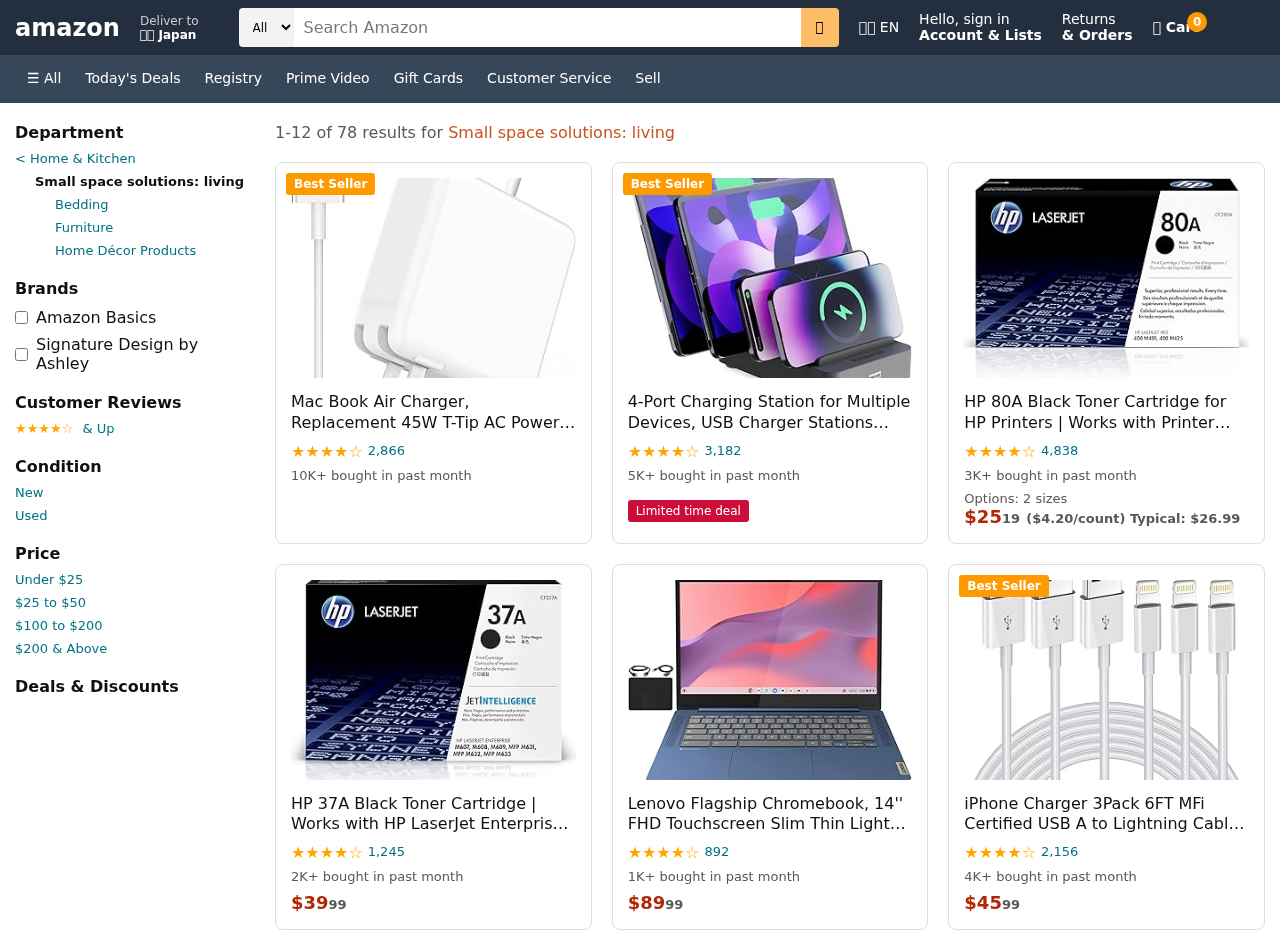 amazon
Deliver to
Japan
All
Search Amazon
EN
Hello, sign in
Account & Lists
Returns
& Orders
0
☰ All
Today's Deals
Registry
Prime Video
Gift Cards
Customer Service
Sell
Department
< Home & Kitchen
Small space solutions: living
Bedding
Furniture
Home Décor Products
Brands
Amazon Basics
Signature Design by
Ashley
Customer Reviews
★★★★☆ & Up
Condition
New
Used
Price
Under $25
$25 to $50
$100 to $200
$200 & Above
Deals & Discounts
1-12 of 78 results for Small space solutions: living
Best Seller
Mac Book Air Charger,
Replacement 45W T-Tip AC Power…
★★★★☆ 2,866
10K+ bought in past month
Best Seller
4-Port Charging Station for Multiple
Devices, USB Charger Stations…
★★★★☆ 3,182
5K+ bought in past month
Limited time deal
hp
hp
LASERJET
80A
HP 80A Black Toner Cartridge for
HP Printers | Works with Printer…
★★★★☆ 4,838
3K+ bought in past month
Options: 2 sizes
$25 19 ($4.20/count) Typical: $26.99
hp
hp
LASERJET
37A
JETINTELLIGENCE
HP 37A Black Toner Cartridge |
Works with HP LaserJet Enterpris…
★★★★☆ 1,245
2K+ bought in past month
$39 99
Lenovo Flagship Chromebook, 14''
FHD Touchscreen Slim Thin Light…
★★★★☆ 892
1K+ bought in past month
$89 99
Best Seller
iPhone Charger 3Pack 6FT MFi
Certified USB A to Lightning Cabl…
★★★★☆ 2,156
4K+ bought in past month
$45 99